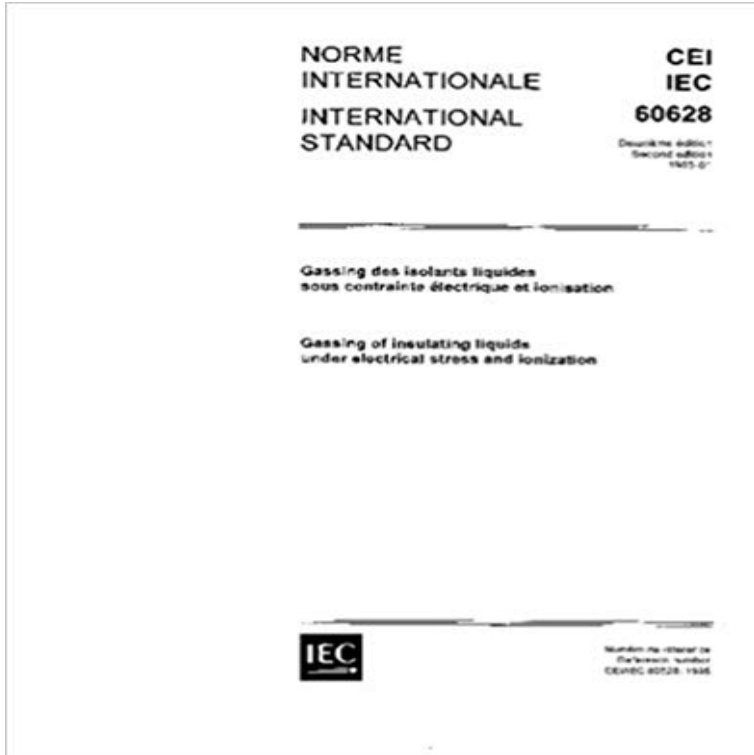 NORME
INTERNATIONALE
INTERNATIONAL
STANDARD
CEI
IEC
60628
Deuxième édition
Second edition
Gassing des isolants liquides
sous contrainte électrique et ionisation
Gassing of insulating liquids
under electrical stress and ionization
IEC
Numéro de référence
Reference number